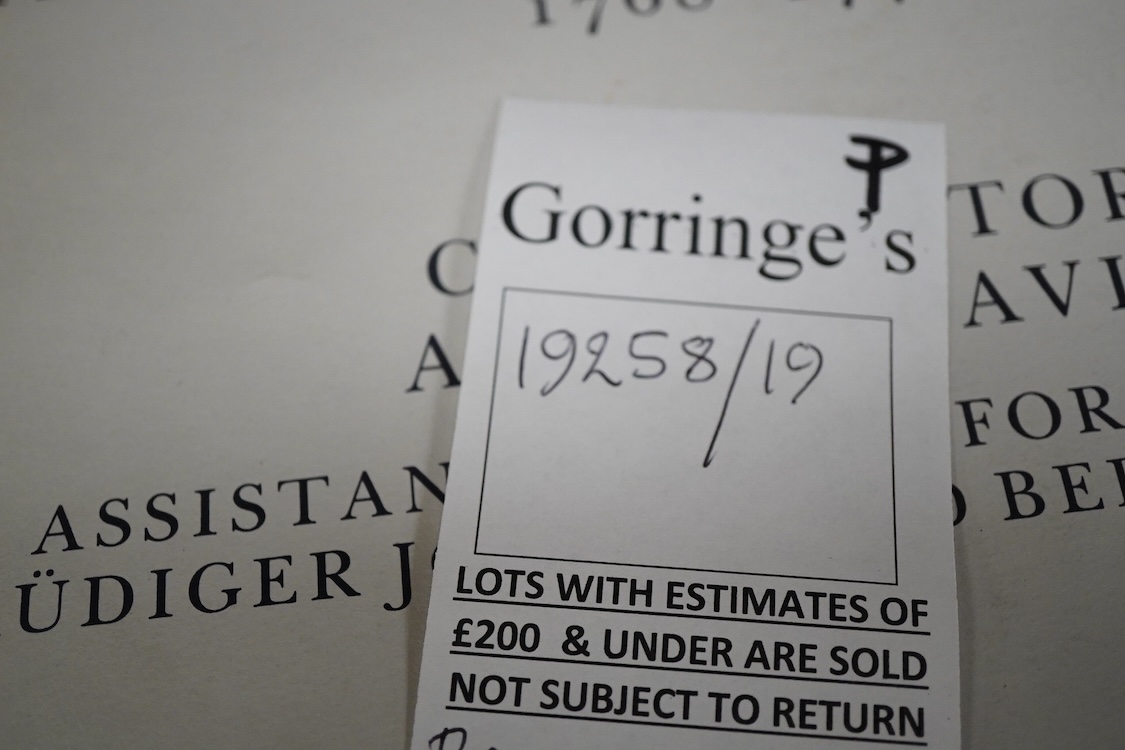 Gorringe's
19258/19
LOTS WITH ESTIMATES OF
£200 & UNDER ARE SOLD
NOT SUBJECT TO RETURN
TOR
AVI
FOR
BEI
ASSISTAN
ÜDIGER J